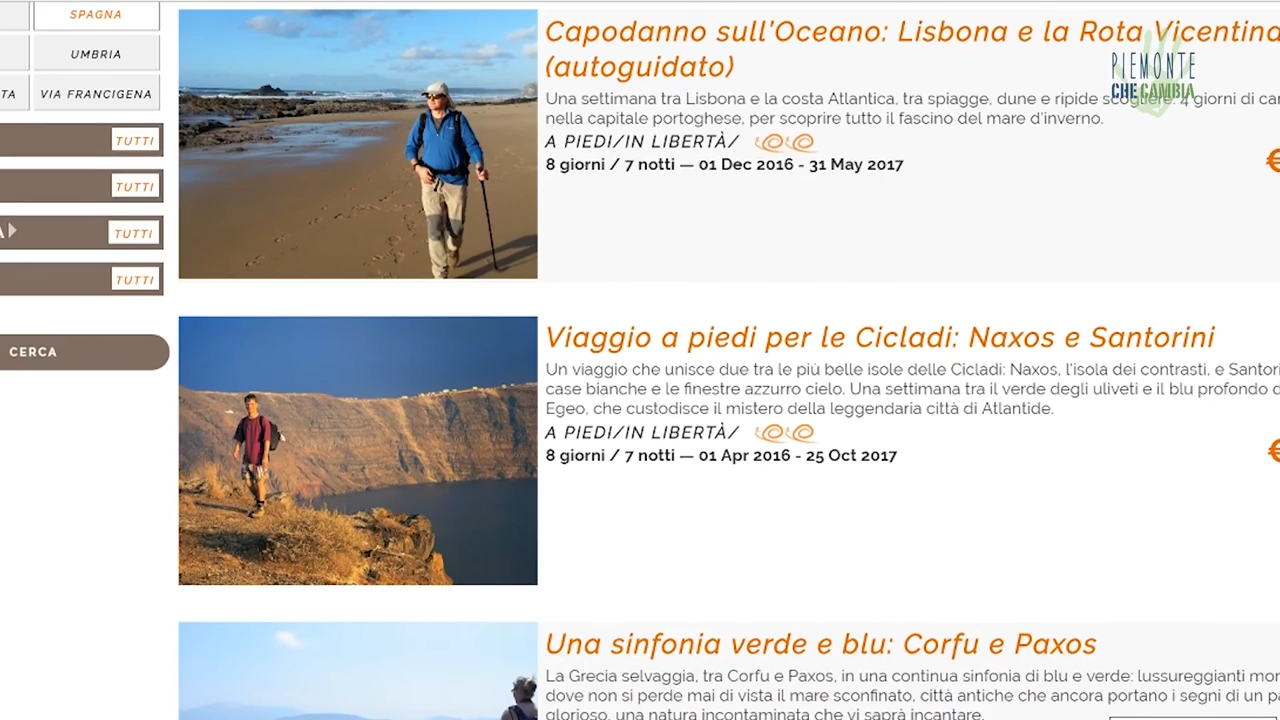 SPAGNA
UMBRIA
TA
VIA FRANCIGENA
TUTTI
TUTTI
TUTTI
TUTTI
CERCA
Capodanno sull'Oceano: Lisbona e la Rota Vicentina
(autoguidato)
Una settimana tra Lisbona e la costa Atlantica, tra spiagge, dune e ripide scogliere. 4 giorni di
nella capitale portoghese, per scoprire tutto il fascino del mare d'inverno.
A PIEDI/IN LIBERTÀ/
8 giorni / 7 notti — 01 Dec 2016 - 31 May 2017
€
PIEMONTE
CHE CAMBIA
Viaggio a piedi per le Cicladi: Naxos e Santorini
Un viaggio che unisce due tra le più belle isole delle Cicladi: Naxos, l'isola dei contrasti, e Santori
case bianche e le finestre azzurro cielo. Una settimana tra il verde degli uliveti e il blu profondo
Egeo, che custodisce il mistero della leggendaria città di Atlantide.
A PIEDI/IN LIBERTÀ/
8 giorni / 7 notti — 01 Apr 2016 - 25 Oct 2017
€
Una sinfonia verde e blu: Corfu e Paxos
La Grecia selvaggia, tra Corfu e Paxos, in una continua sinfonia di blu e verde: lussureggianti
dove non si perde mai di vista il mare sconfinato, città antiche che ancora portano i segni di un
glorioso, una natura incontaminata che vi saprà incantare.